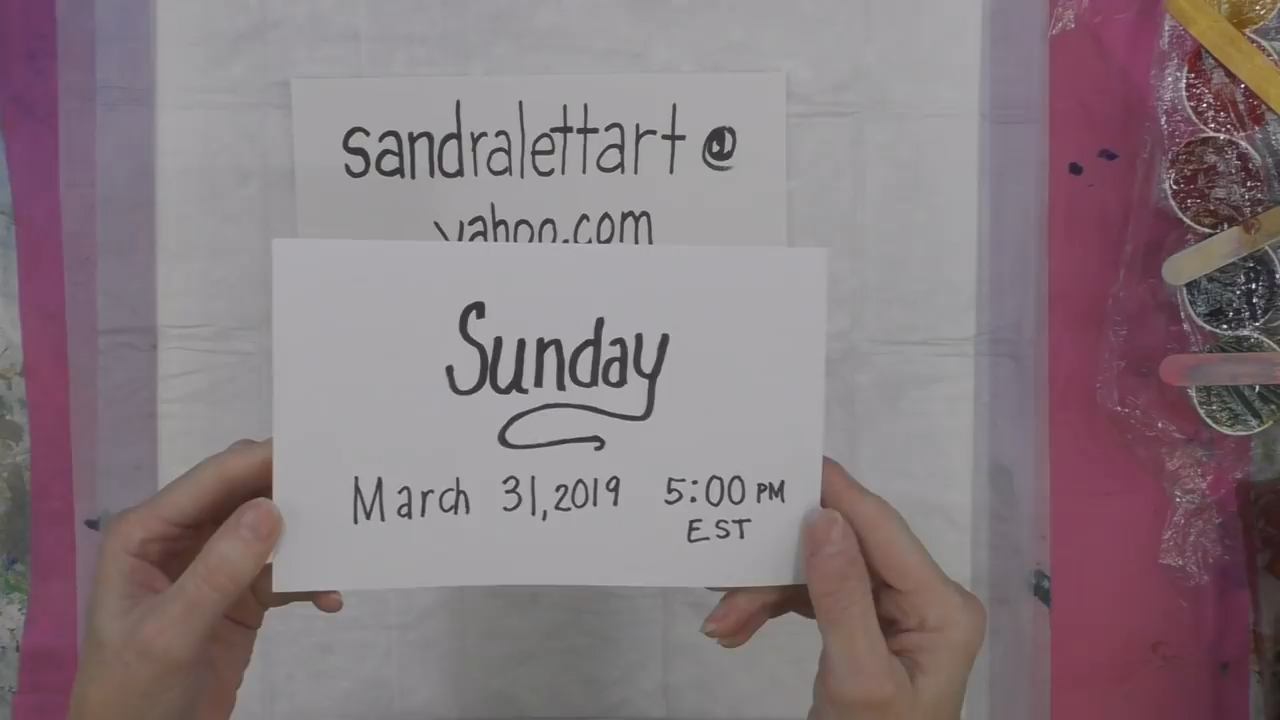 sandralettart @
yahoo.com
Sunday
March 31, 2019 5:00 PM
EST